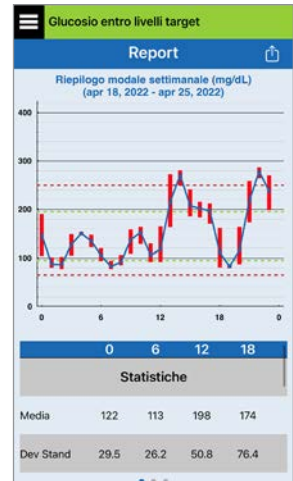 Glucosio entro livelli target
Report
Riepilogo modale settimanale (mg/dL)
(apr 18, 2022 - apr 25, 2022)
400
300
200
100
0
0 6 12 18 0
0 6 12 18
Statistiche
Media 122 113 198 174
Dev Stand 29.5 26.2 50.8 76.4